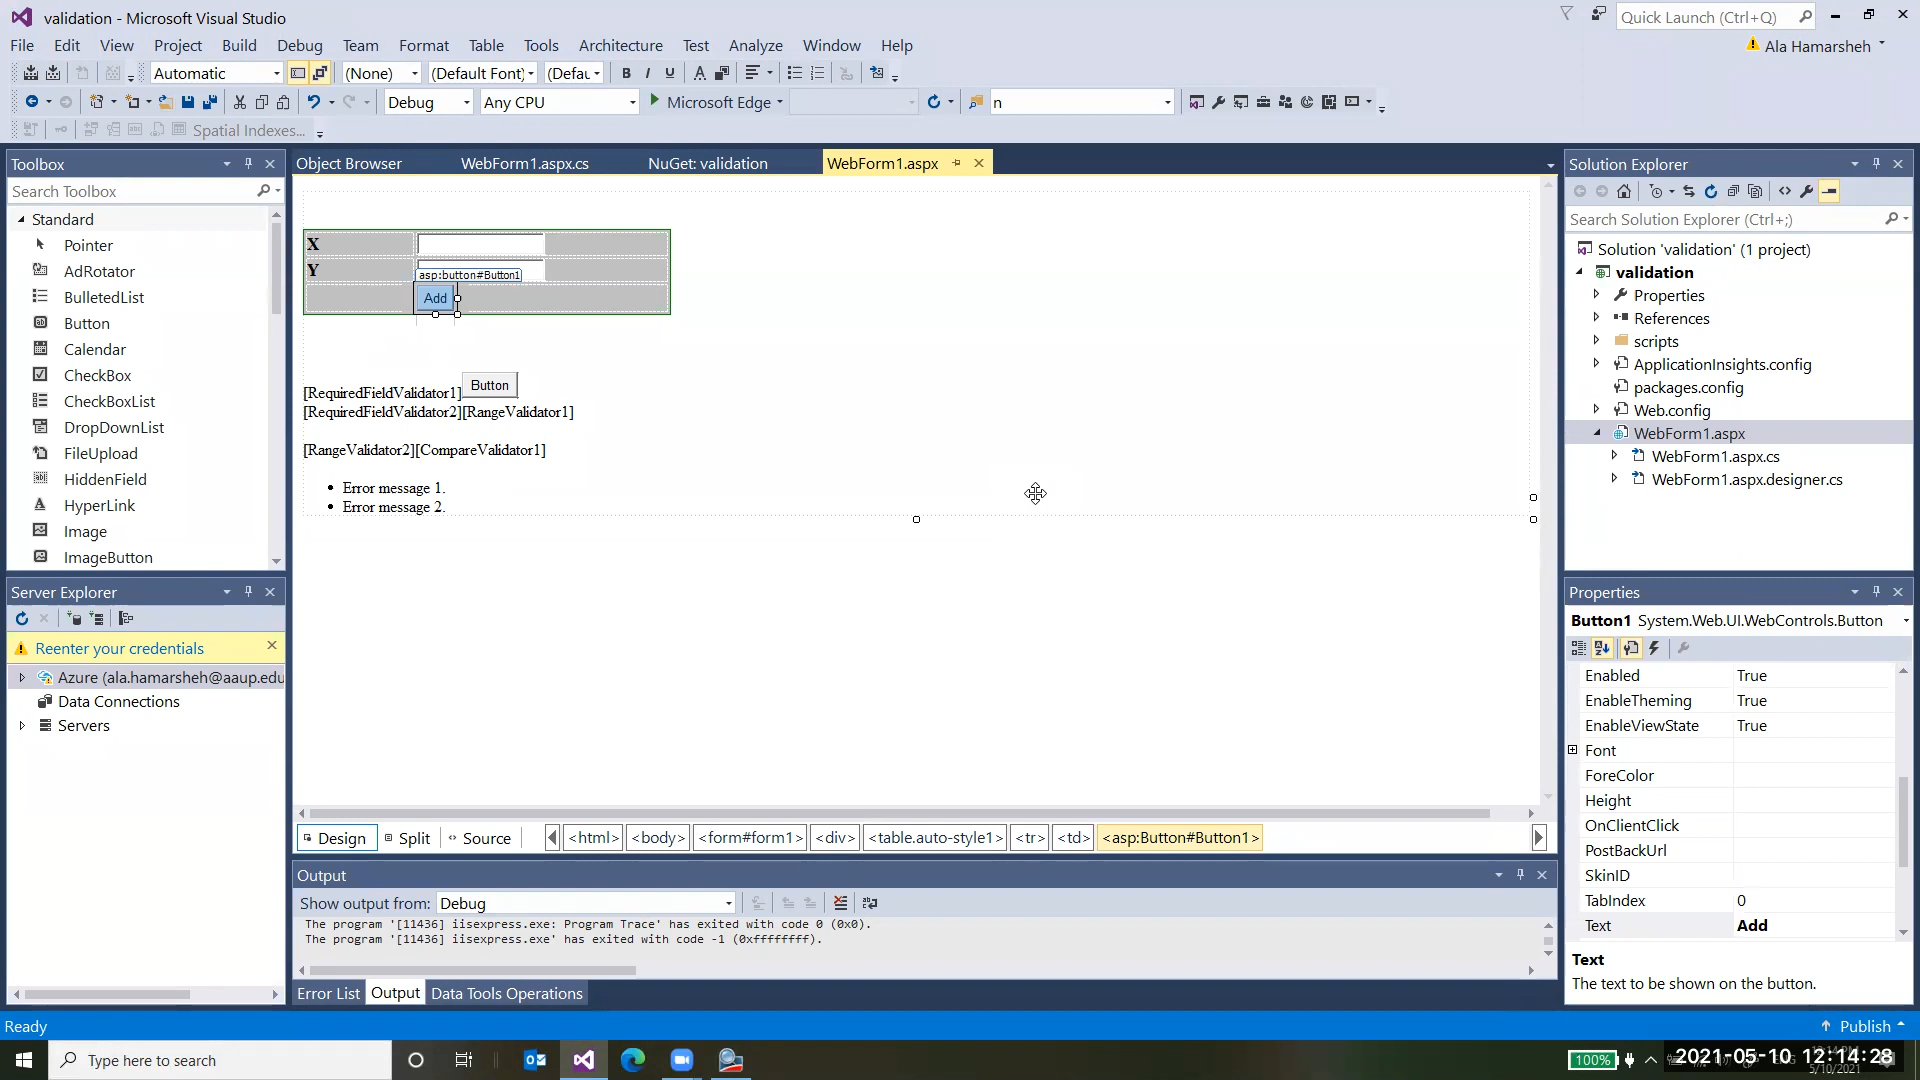 validation - Microsoft Visual Studio
Quick Launch (Ctrl+Q)
File Edit View Project Build Debug Team Format Table Tools Architecture Test Analyze Window Help
Ala Hamarsheh
Automatic (None) (Default Font) (Defau B I U A
Debug Any CPU Microsoft Edge n
Spatial Indexes...
Toolbox
Search Toolbox
Standard
Pointer
AdRotator
BulletedList
Button
Calendar
CheckBox
CheckBoxList
DropDownList
FileUpload
HiddenField
HyperLink
Image
ImageButton
Server Explorer
Reenter your credentials
Azure (ala.hamarsheh@aaup.edu
Data Connections
Servers
Object Browser WebForm1.aspx.cs NuGet: validation WebForm1.aspx
X
Y
asp:button#Button1
Add
[RequiredFieldValidator1] Button
[RequiredFieldValidator2][RangeValidator1]
[RangeValidator2][CompareValidator1]
• Error message 1.
• Error message 2.
Design Split Source <html> <body> <form#form1> <div> <table.auto-style1> <tr> <td> <asp:Button#Button1>
Output
Show output from: Debug
The program '[11436] iisexpress.exe: Program Trace' has exited with code 0 (0x0).
The program '[11436] iisexpress.exe' has exited with code -1 (0xffffffff).
Error List Output Data Tools Operations
Solution Explorer
Search Solution Explorer (Ctrl+;)
Solution 'validation' (1 project)
validation
Properties
References
scripts
ApplicationInsights.config
packages.config
Web.config
WebForm1.aspx
WebForm1.aspx.cs
WebForm1.aspx.designer.cs
Properties
Button1 System.Web.UI.WebControls.Button
Enabled True
EnableTheming True
EnableViewState True
Font
ForeColor
Height
OnClientClick
PostBackUrl
SkinID
TabIndex 0
Text Add
Text
The text to be shown on the button.
Ready
Publish
Type here to search
100%
2021-05-10 12:14:28
5/10/2021